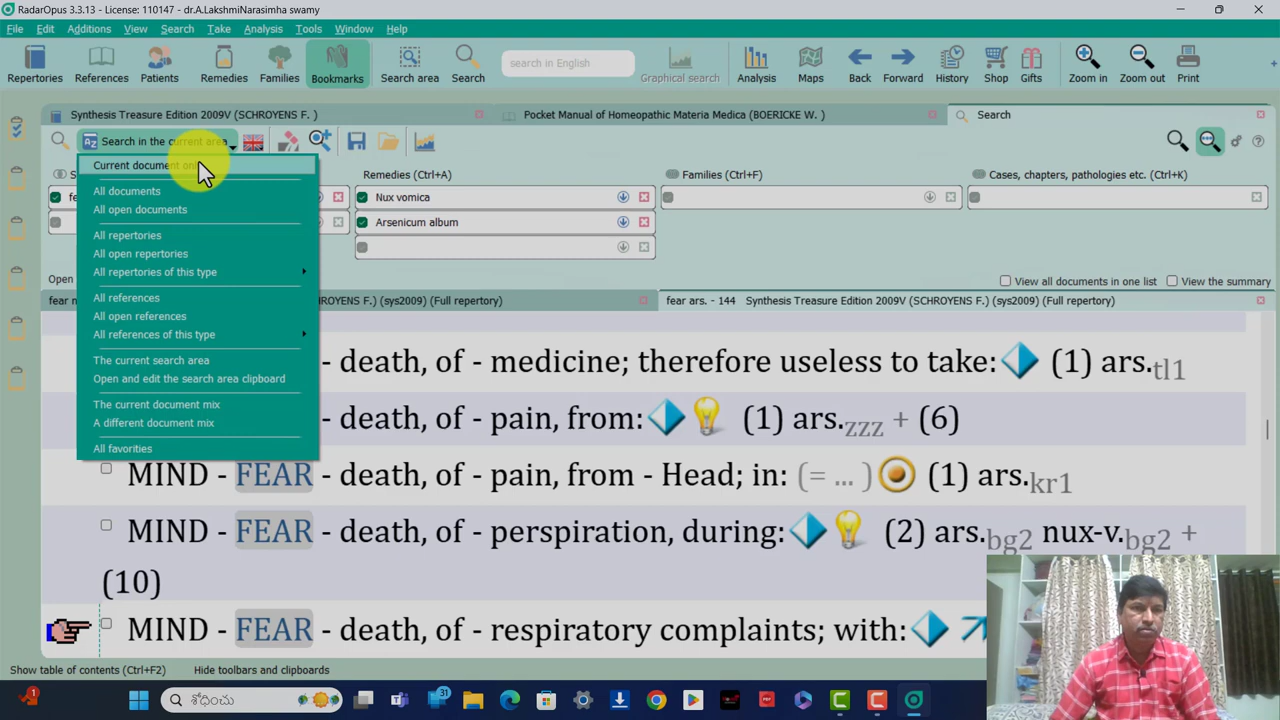 RadarOpus 3.3.13 - License: 110147 - dr.A.LakshmiNarasimha swamy
File Edit Additions View Search Take Analysis Tools Window Help
Repertories References Patients Remedies Families Bookmarks Search area Search search in English Graphical search Analysis Maps Back Forward History Shop Gifts Zoom in Zoom out Print
Synthesis Treasure Edition 2009V (SCHROYENS F. ) Pocket Manual of Homeopathic Materia Medica (BOERICKE W. ) Search
Search in the current area
Current document only
All documents
All open documents
All repertories
All open repertories
All repertories of this type
All references
All open references
All references of this type
The current search area
Open and edit the search area clipboard
The current document mix
A different document mix
All favorites
Remedies (Ctrl+A) Families (Ctrl+F) Cases, chapters, pathologies etc. (Ctrl+K)
Nux vomica
Arsenicum album
Open View all documents in one list View the summary
fear SCHROYENS F.) (sys2009) (Full repertory) fear ars. - 144 Synthesis Treasure Edition 2009V (SCHROYENS F.) (sys2009) (Full repertory)
- death, of - medicine; therefore useless to take: (1) ars.tl1
- death, of - pain, from: (1) ars.zzz + (6)
MIND - FEAR - death, of - pain, from - Head; in: (= ... ) (1) ars.kr1
MIND - FEAR - death, of - perspiration, during: (2) ars.bg2 nux-v.bg2 +
(10)
MIND - FEAR - death, of - respiratory complaints; with:
Show table of contents (Ctrl+F2) Hide toolbars and clipboards
1 శోధించు 31